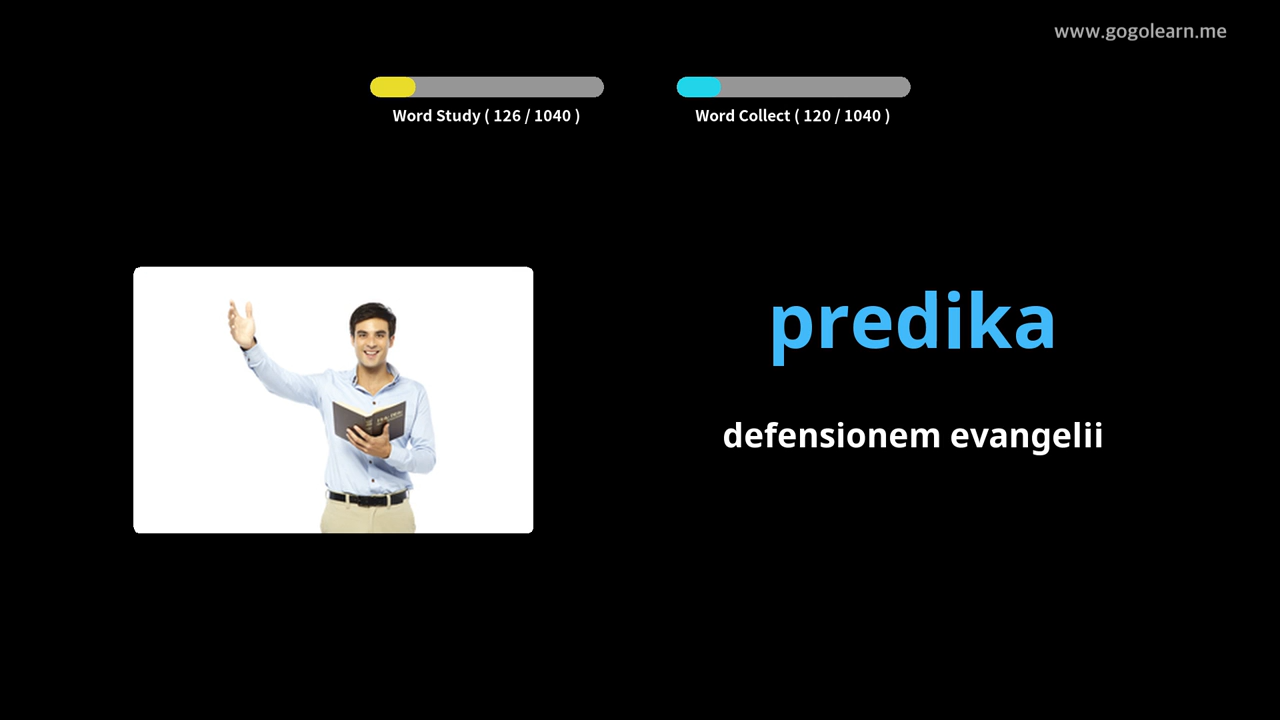 www.gogolearn.me
Word Study ( 126 / 1040 )
Word Collect ( 120 / 1040 )
predika
defensionem evangelii